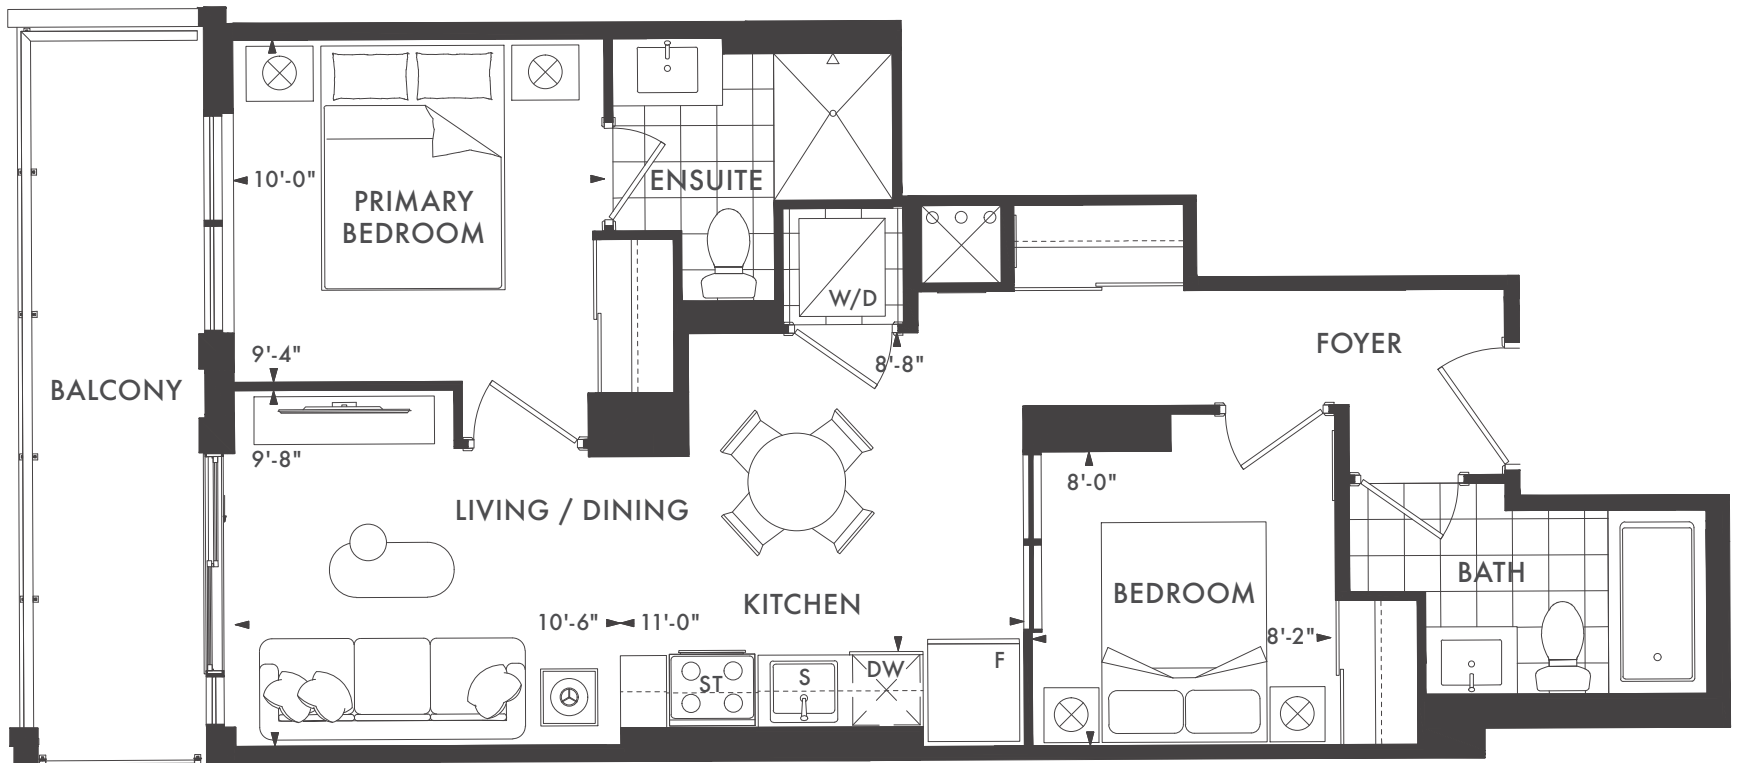 10'-0"
PRIMARY
BEDROOM
ENSUITE
W/D
9'-4"
8'-8"
FOYER
BALCONY
9'-8"
8'-0"
LIVING / DINING
BATH
BEDROOM
KITCHEN
10'-6"
11'-0"
8'-2"
F
DW
S
ST